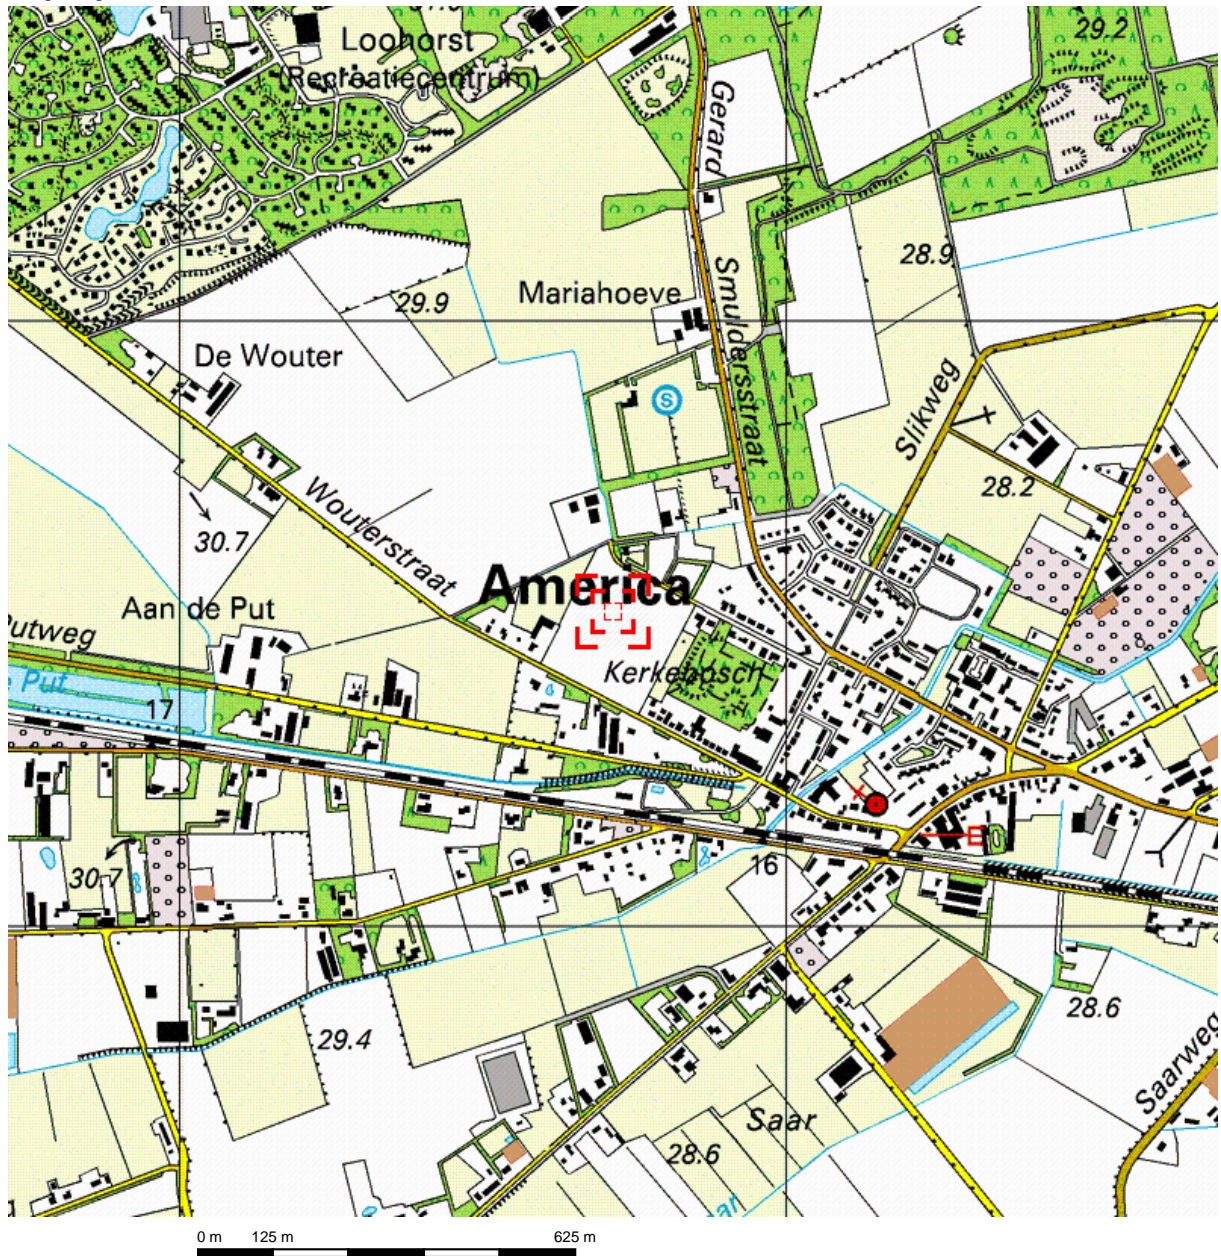 Loohorst
(Recreatiecentrum)
29.2
Gerard
Smuldersstraat
28.9
Mariahoeve
29.9
De Wouter
S
Slikweg
28.2
Wouterstraat
30.7
America
Aan de Put
Putweg
Kerkebosch
Put
17
16
30.7
29.4
28.6
Saarweg
Saar
28.6
0 m 125 m 625 m